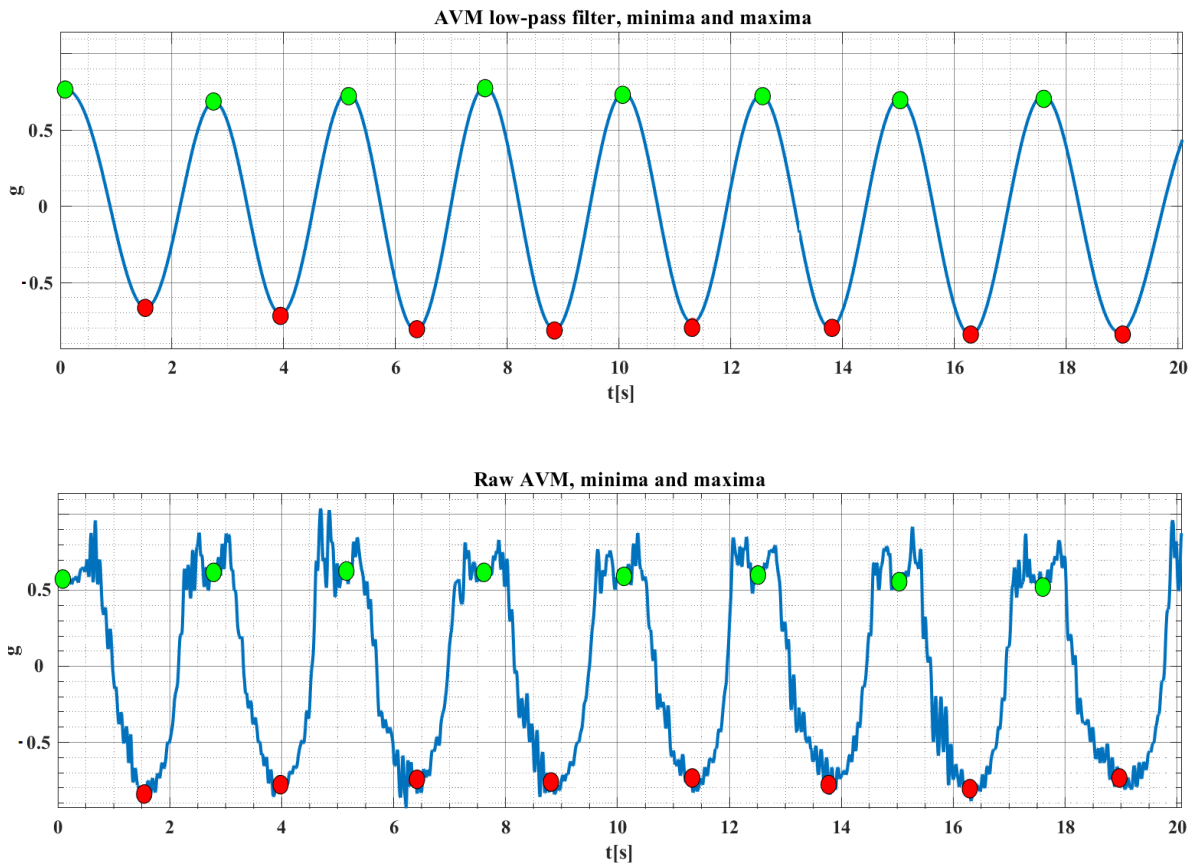 AVM low-pass filter, minima and maxima
0.5
0
-0.5
g
0 2 4 6 8 10 12 14 16 18 20
t[s]
Raw AVM, minima and maxima
0.5
0
-0.5
g
0 2 4 6 8 10 12 14 16 18 20
t[s]